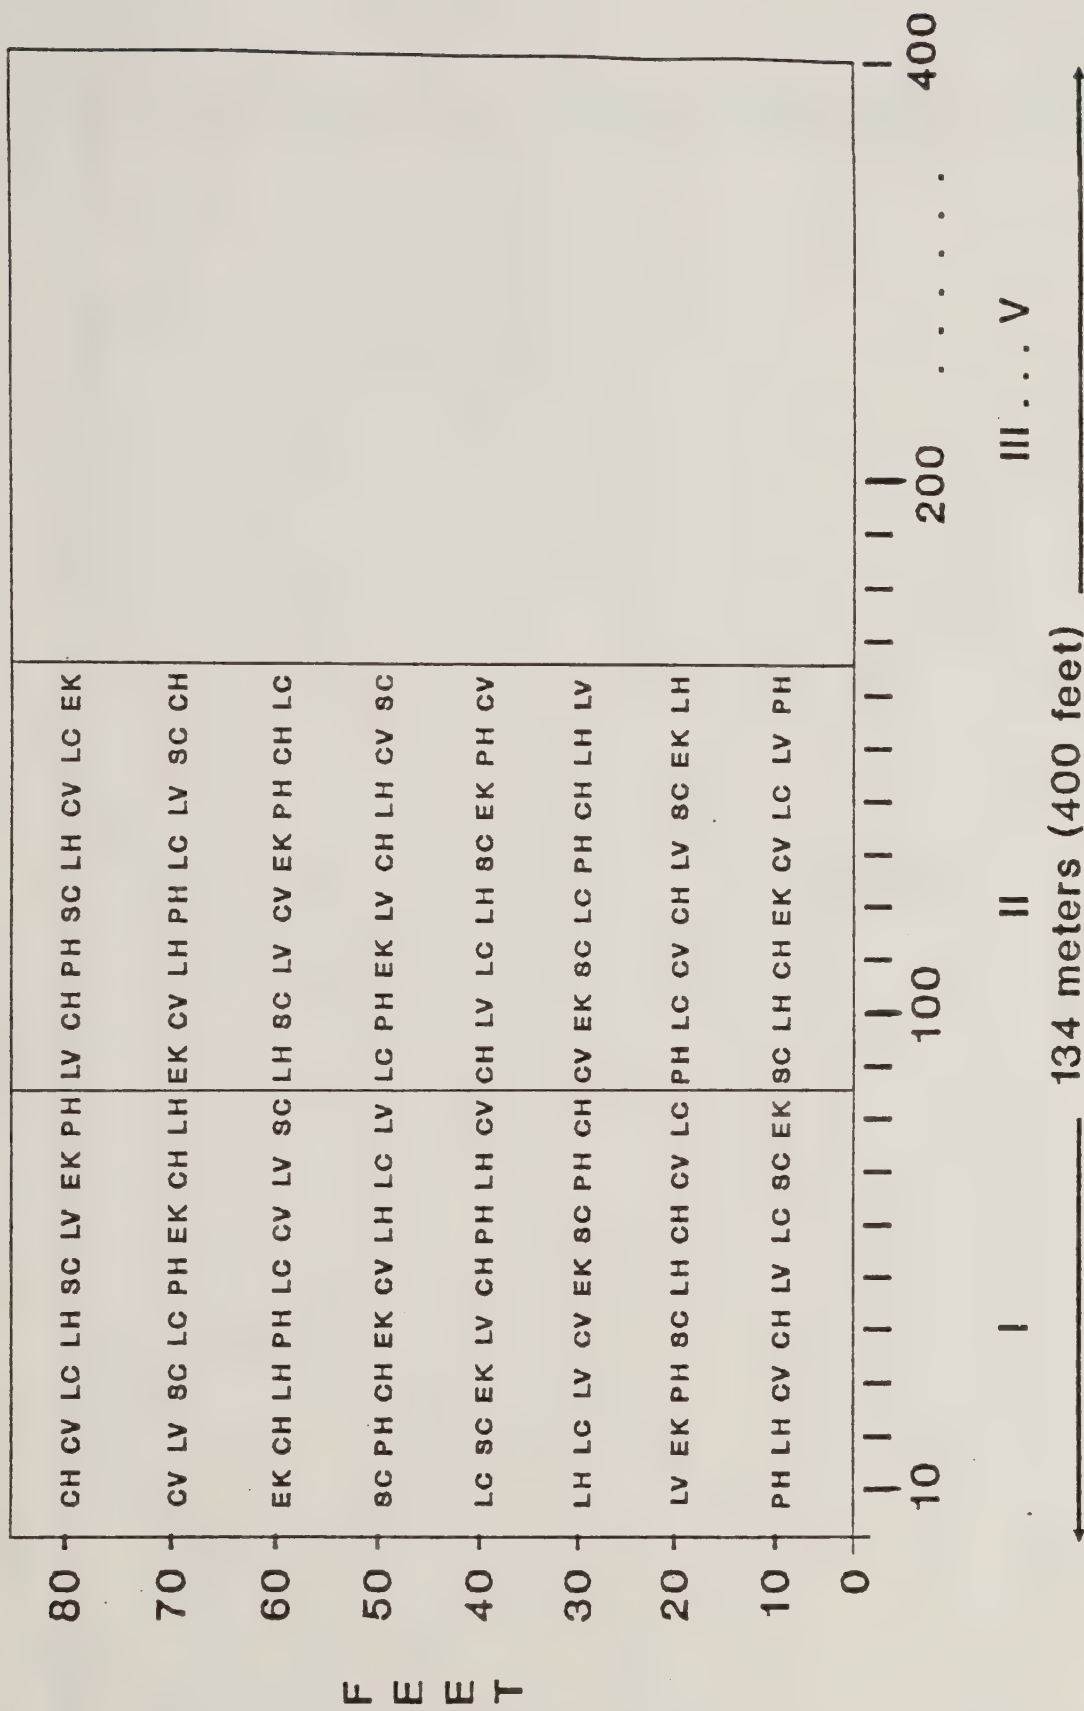 FEET
80 CH CV LC LH SC LV EK PH LV CH PH SC LH CV LC EK
70 CV LV SC LC PH EK CH LH EK CV LH PH LC LV SC CH
60 EK CH LH PH LC CV LV SC LH SC LV CV EK PH CH LC
50 SC PH CH EK CV LH LC LV LC PH EK LV CH LH CV SC
40 LC SC EK LV CH PH LH CV CH LV LC LH SC EK PH CV
30 LH LC LV CV EK SC PH CH CV EK SC LC PH CH LH LV
20 LV EK PH SC LH CH CV LC PH LC CV CH LV SC EK LH
10 PH LH CV CH LV LC SC EK SC LH CH EK CV LC LV PH
0
10 100 200 . . . . . . 400
I II III . . . V
134 meters (400 feet)